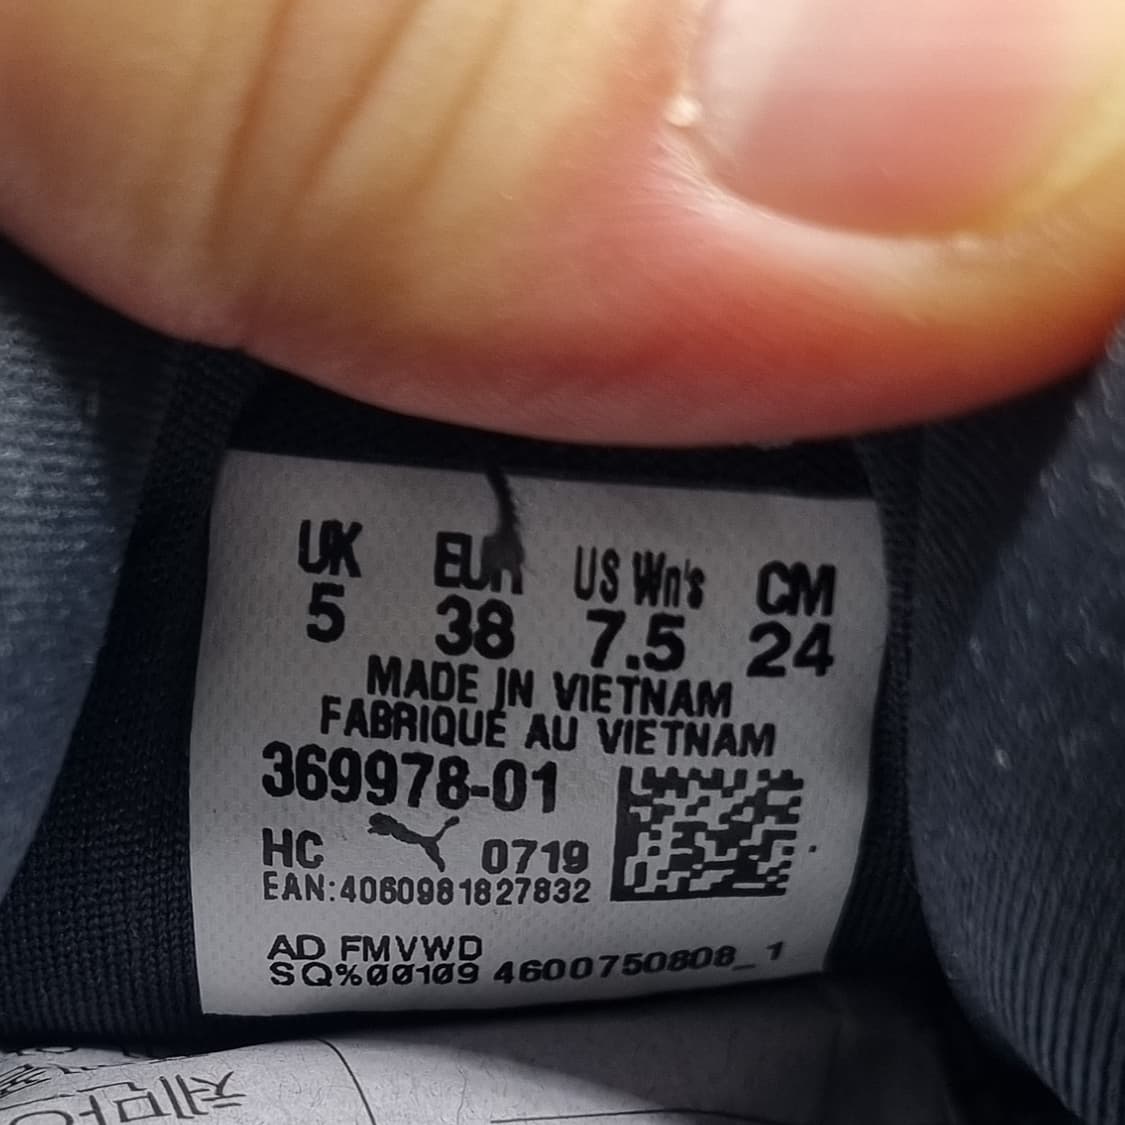 UK EUR US Wn's CM
5 38 7.5 24
MADE IN VIETNAM
FABRIQUE AU VIETNAM
369978-01
HC 0719
EAN:4060981827832
AD FMVWD
SQ%00109 4600750808_1